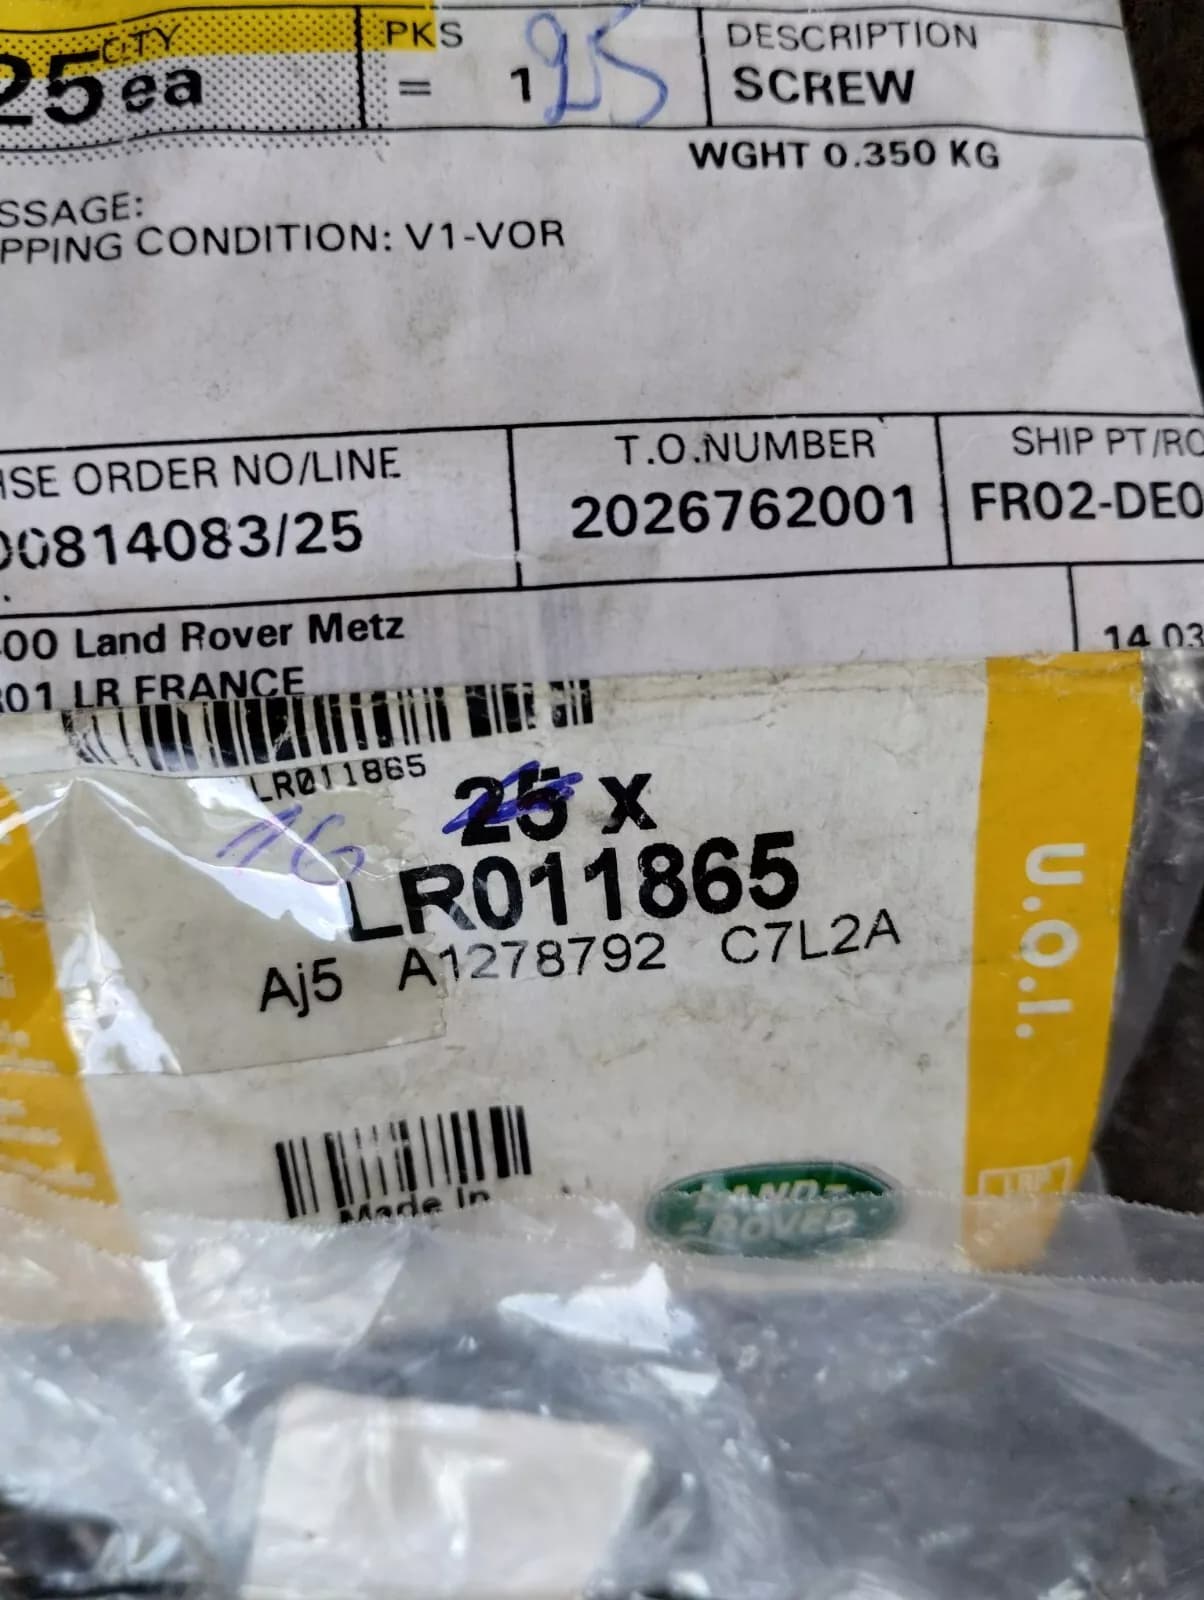 QTY PKS DESCRIPTION
25 ea = 1 25 SCREW
WGHT 0.350 KG
SSAGE:
PPING CONDITION: V1-VOR
SE ORDER NO/LINE T.O.NUMBER SHIP PT/RO
00814083/25 2026762001 FR02-DE0
00 Land Rover Metz 14 03
01 LR FRANCE
LR011865
25 x
16
LR011865
Aj5 A1278792 C7L2A
U.Q.I.
Made In
LAND-
-ROVER